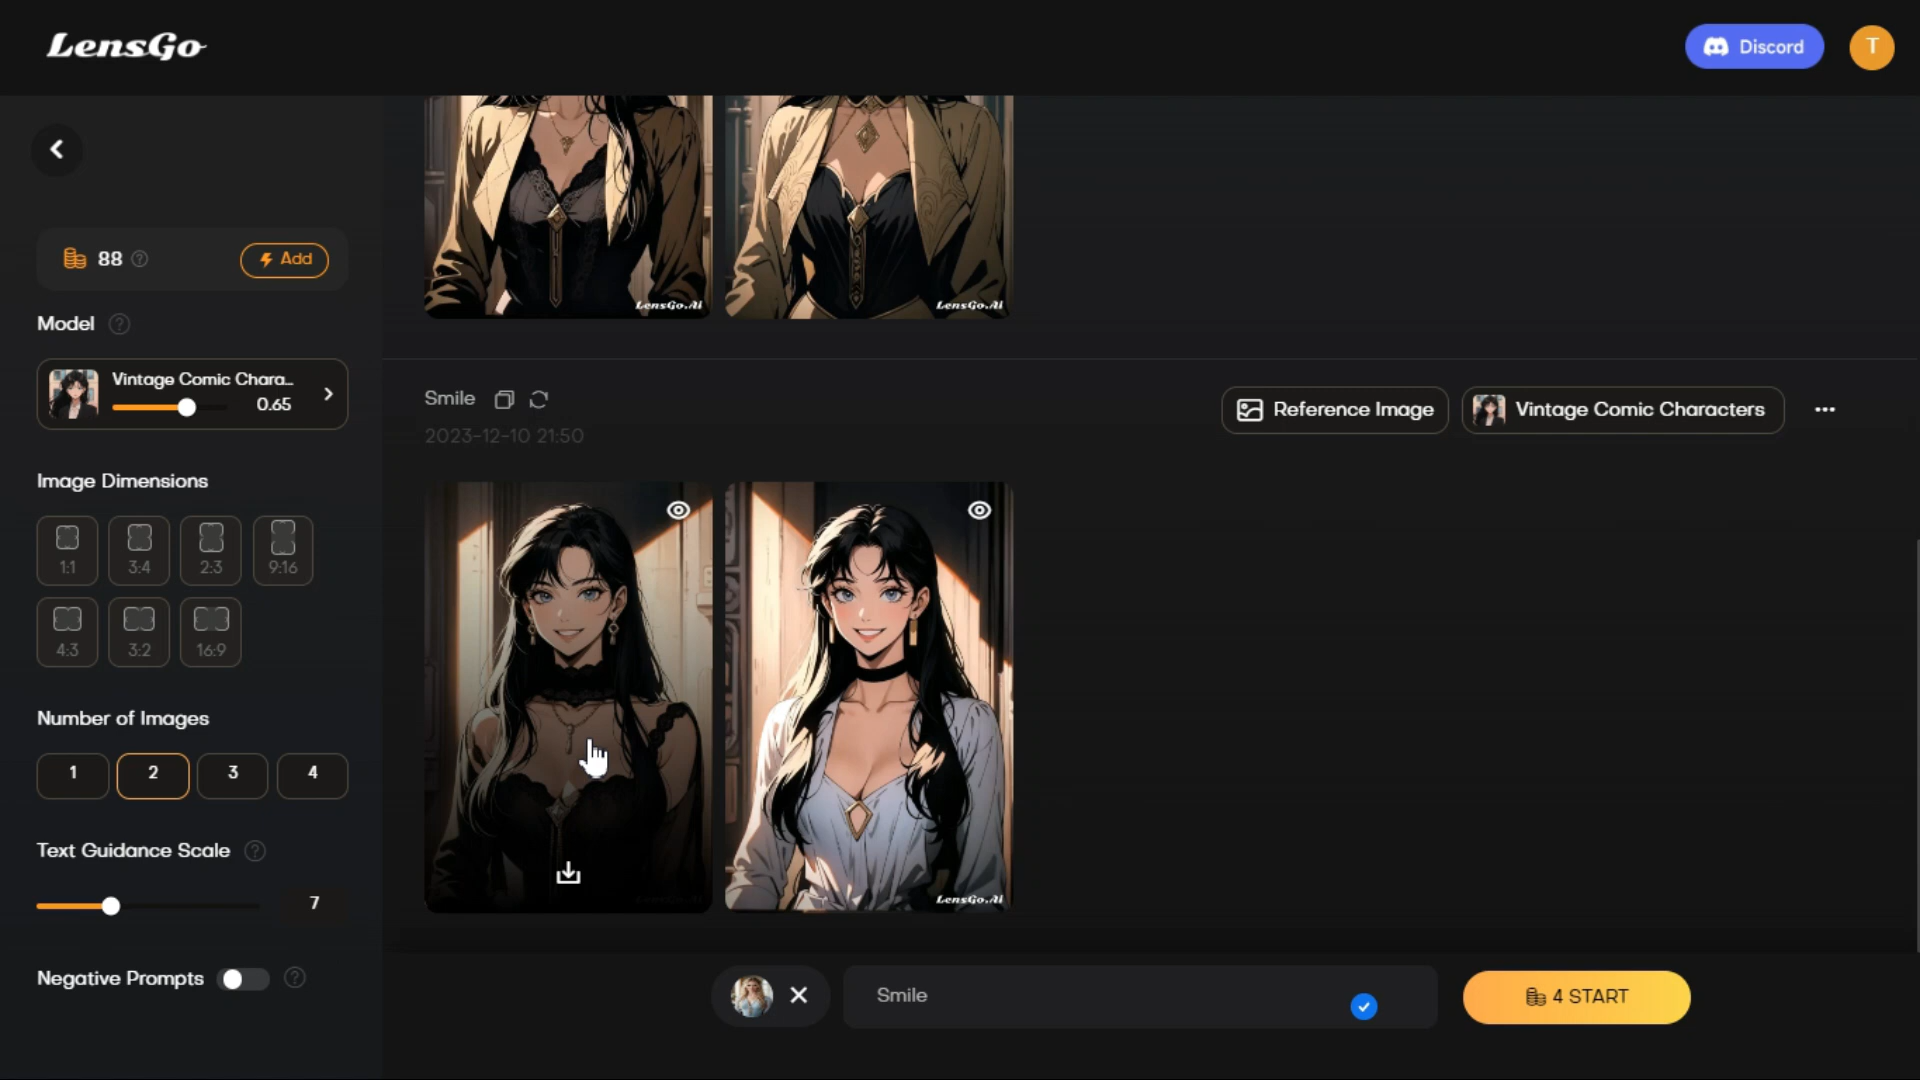 LensGo
Discord
T
88
Add
Model
Vintage Comic Chara...
0.65
Image Dimensions
1:1
3:4
2:3
9:16
4:3
3:2
16:9
Number of Images
1
2
3
4
Text Guidance Scale
7
Negative Prompts
LensGo.Ai
LensGo.Ai
Smile
2023-12-10 21:50
Reference Image
Vintage Comic Characters
LensGo.Ai
Smile
4 START